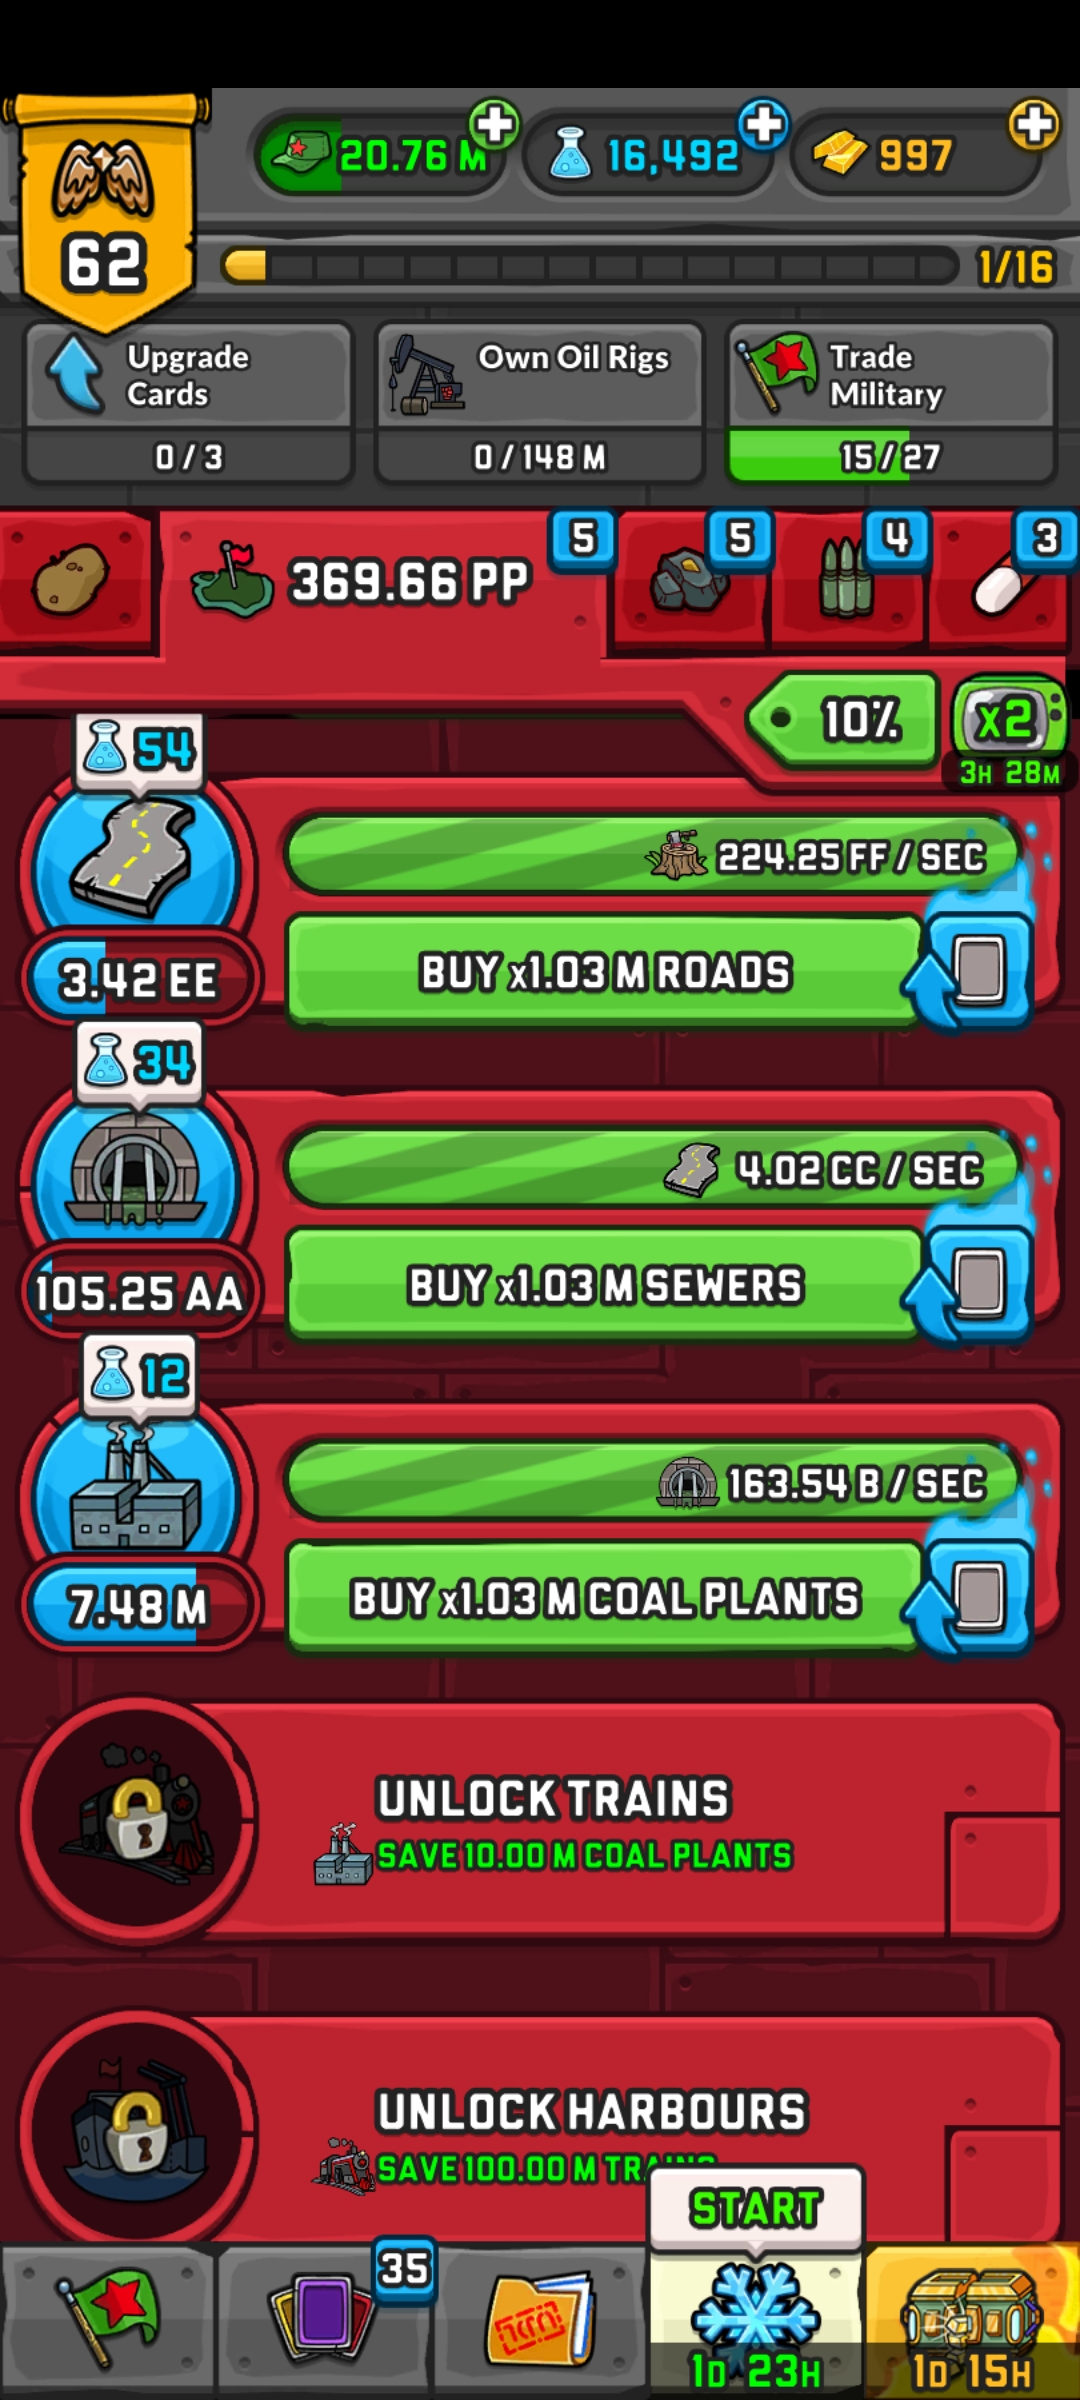 62
20.76 M
16,492
997
1/16
Upgrade
Cards
0 / 3
Own Oil Rigs
0 / 148 M
Trade
Military
15 / 27
369.66 PP
5
5
4
3
10%
x2
3H 28M
54
224.25 FF / SEC
BUY x1.03 M ROADS
3.42 EE
34
4.02 CC / SEC
BUY x1.03 M SEWERS
105.25 AA
12
163.54 B / SEC
BUY x1.03 M COAL PLANTS
7.48 M
UNLOCK TRAINS
SAVE 10.00 M COAL PLANTS
UNLOCK HARBOURS
SAVE 100.00 M TRAINS
START
35
1D 23H
1D 15H